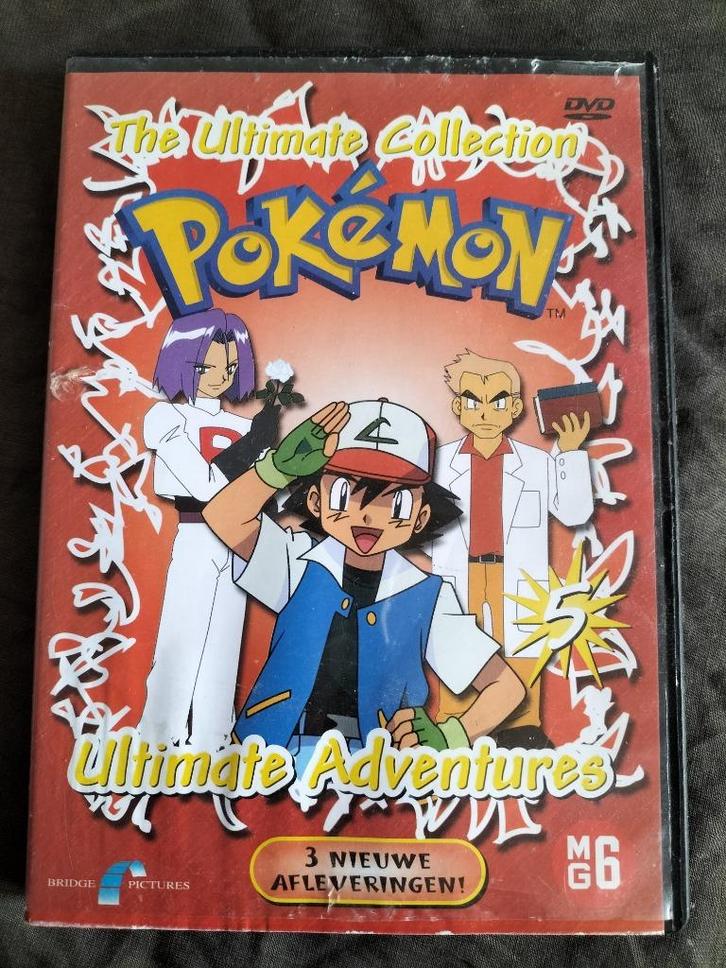 DVD
The Ultimate Collection
POKÉMON
TM
R
5
Ultimate Adventures
3 NIEUWE
AFLEVERINGEN!
BRIDGE PICTURES
MG6